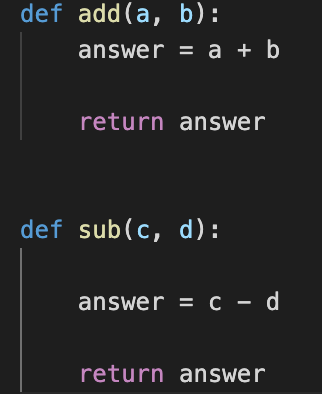 def add(a, b):
    answer = a + b
    return answer
def sub(c, d):
    answer = c - d
    return answer